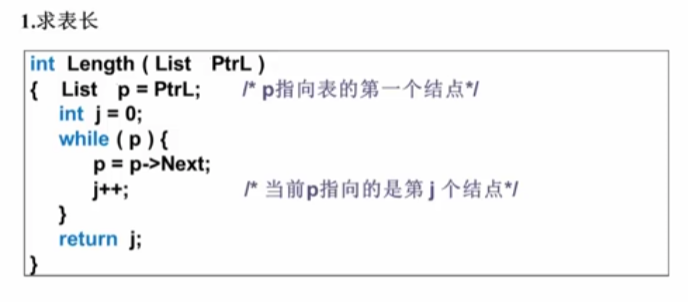 1.求表长
int Length ( List PtrL )
{ List p = PtrL; /* p指向表的第一个结点*/
int j = 0;
while ( p ) {
p = p->Next;
j++; /* 当前p指向的是第 j 个结点*/
}
return j;
}